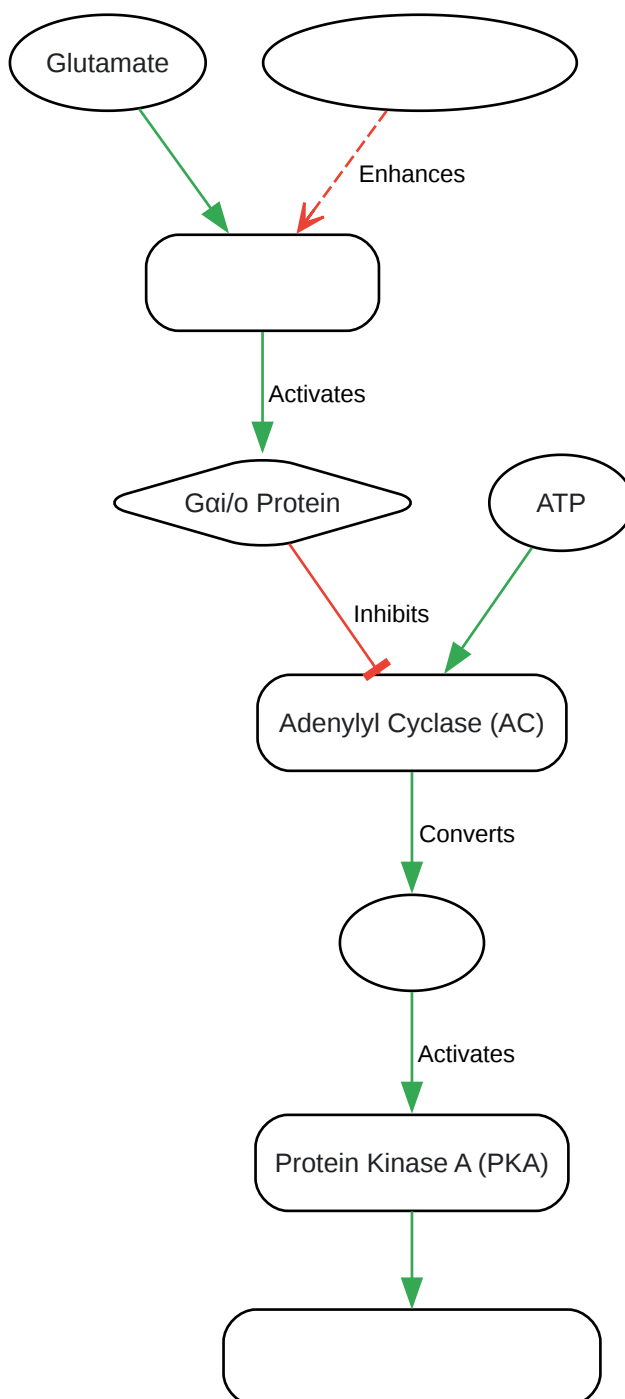 Glutamate
Enhances
Activates
Gαi/o Protein
ATP
Inhibits
Adenylyl Cyclase (AC)
Converts
Activates
Protein Kinase A (PKA)